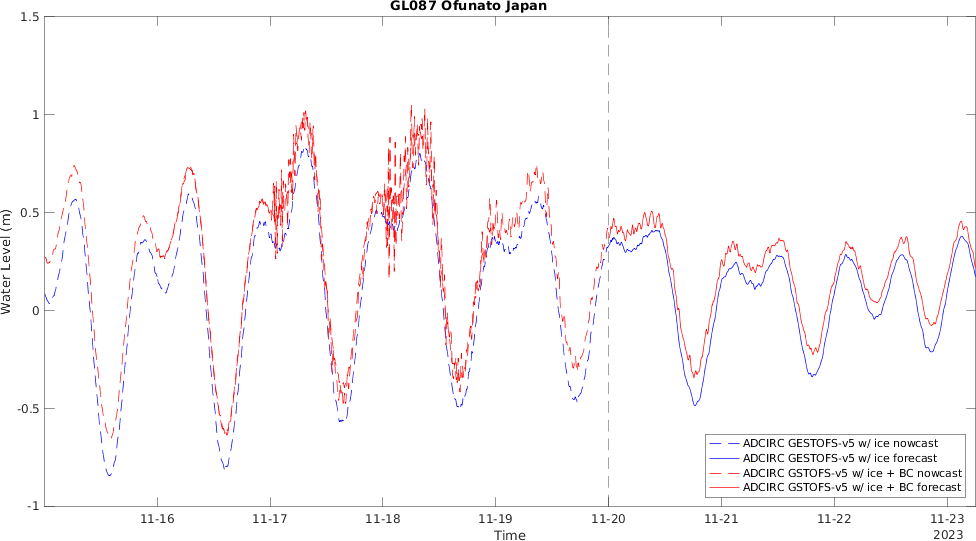 GL087 Ofunato Japan
1.5
1
0.5
0
-0.5
-1
Water Level (m)
11-16
11-17
11-18
11-19
11-20
11-21
11-22
11-23
Time
2023
ADCIRC GESTOFS-v5 w/ ice nowcast
ADCIRC GESTOFS-v5 w/ ice forecast
ADCIRC GSTOFS-v5 w/ ice + BC nowcast
ADCIRC GSTOFS-v5 w/ ice + BC forecast